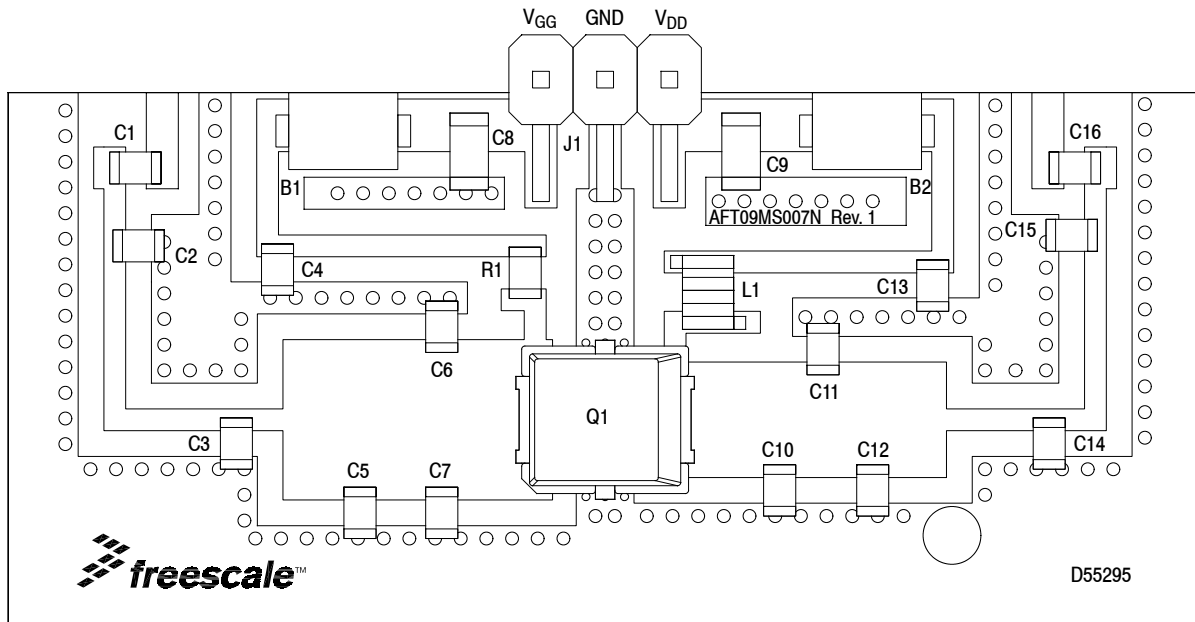 VGG GND VDD
C1 C8 J1 C9 C16
B1 B2
AFT09MS007N Rev. 1
C2 C4 R1 C15
L1 C13
C6 C11
Q1
C3 C10 C12 C14
C5 C7
freescale™
D55295